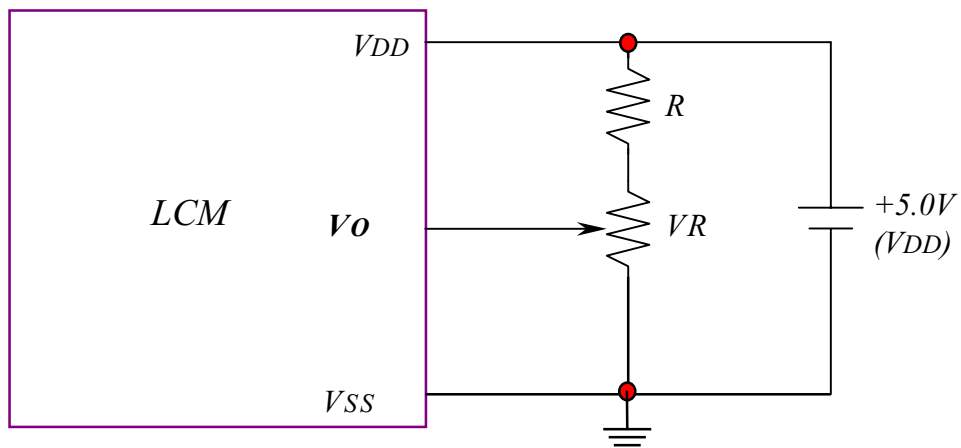 VDD
R
LCM
VO
VR
+5.0V
(VDD)
VSS